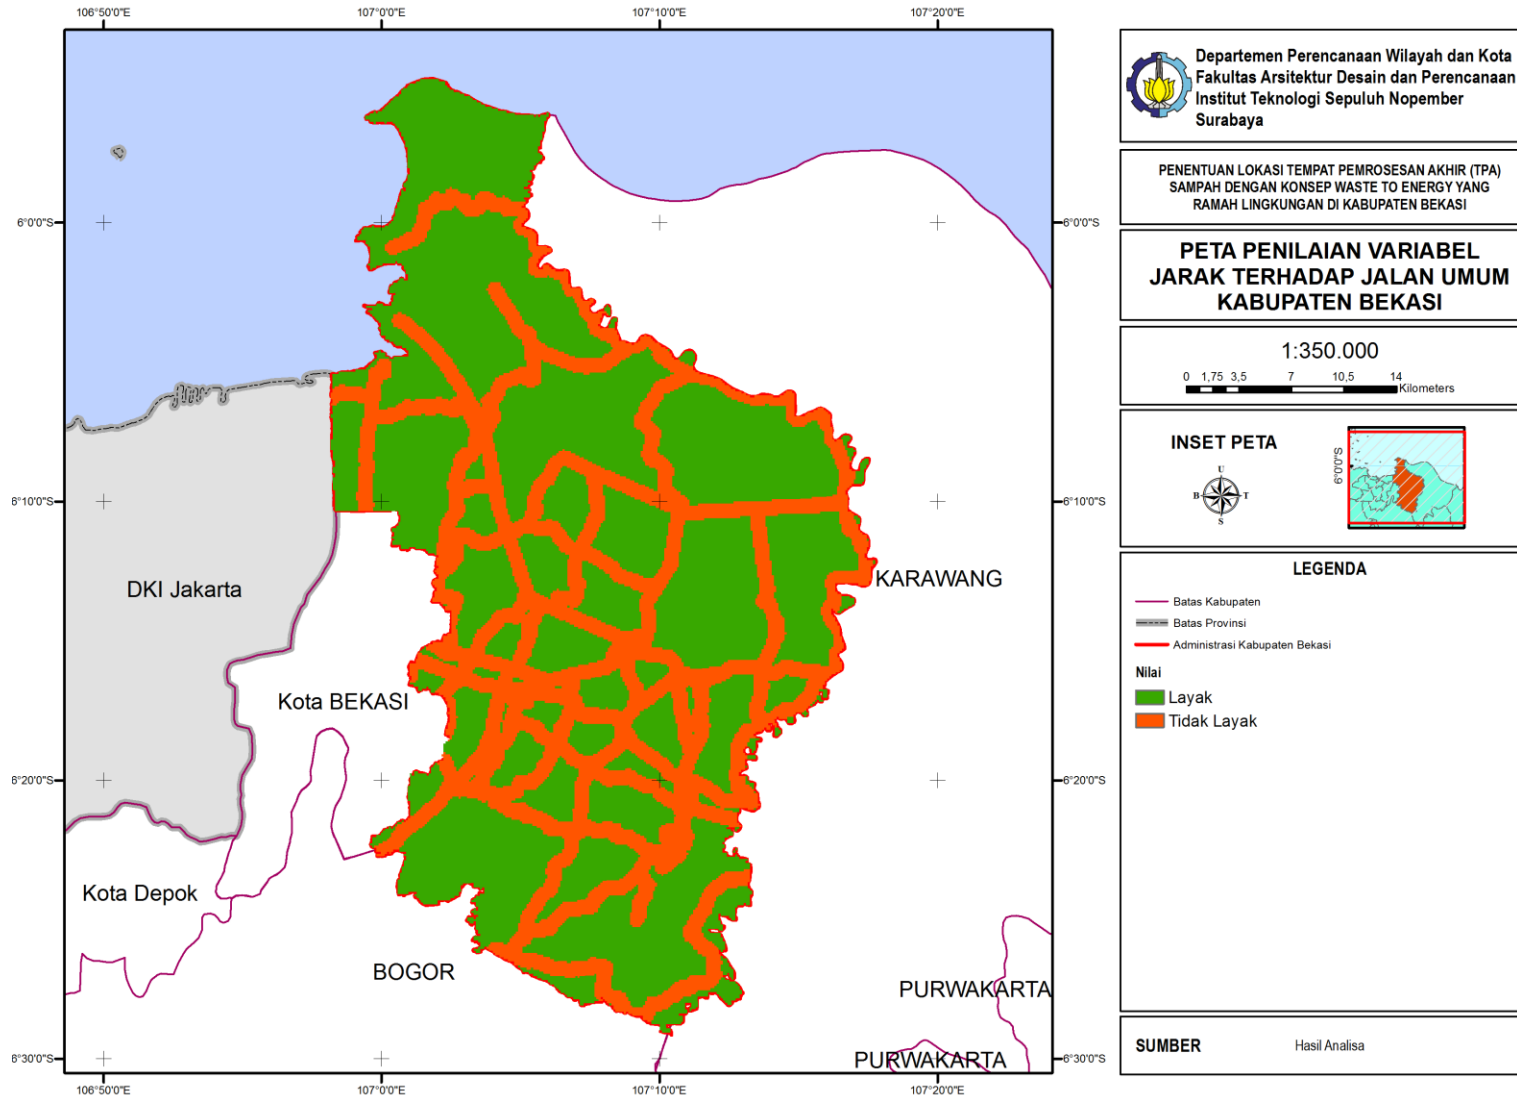 106°50'0"E
107°0'0"E
107°10'0"E
107°20'0"E
6°0'0"S
6°0'0"S
6°10'0"S
6°10'0"S
6°20'0"S
6°20'0"S
6°30'0"S
6°30'0"S
106°50'0"E
107°0'0"E
107°10'0"E
107°20'0"E
DKI Jakarta
Kota BEKASI
Kota Depok
BOGOR
KARAWANG
PURWAKARTA
PURWAKARTA
Departemen Perencanaan Wilayah dan Kota
Fakultas Arsitektur Desain dan Perencanaan
Institut Teknologi Sepuluh Nopember
Surabaya
PENENTUAN LOKASI TEMPAT PEMROSESAN AKHIR (TPA)
SAMPAH DENGAN KONSEP WASTE TO ENERGY YANG
RAMAH LINGKUNGAN DI KABUPATEN BEKASI
PETA PENILAIAN VARIABEL
JARAK TERHADAP JALAN UMUM
KABUPATEN BEKASI
1:350.000
0 1,75 3,5 7 10,5 14
Kilometers
INSET PETA
U
B T
S
6°0'0"S
LEGENDA
Batas Kabupaten
Batas Provinsi
Administrasi Kabupaten Bekasi
Nilai
Layak
Tidak Layak
SUMBER Hasil Analisa